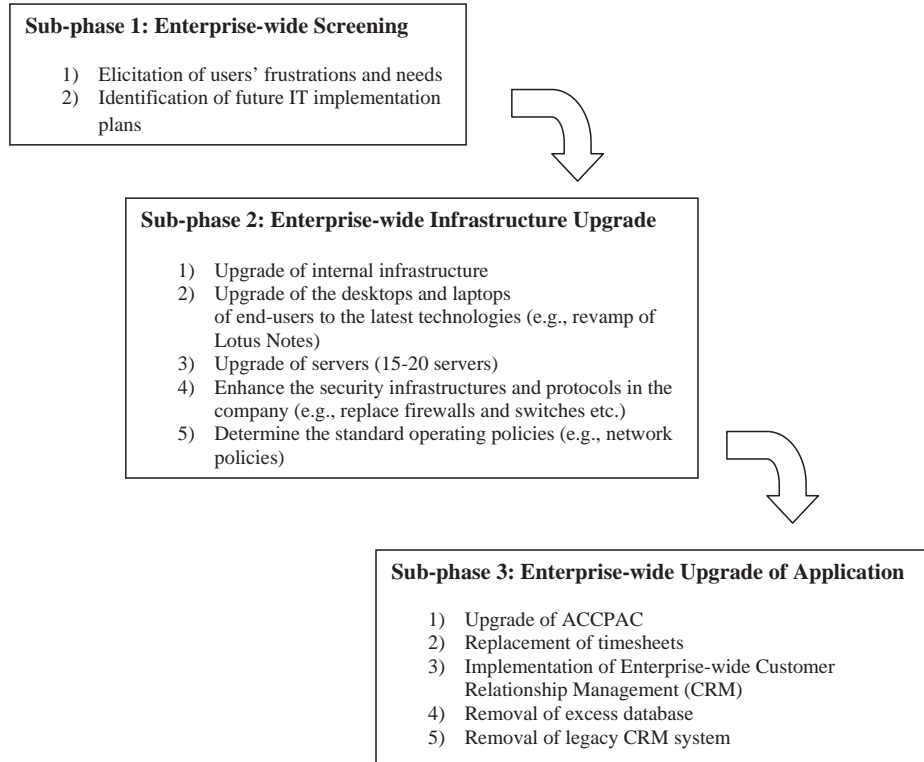 Sub-phase 1: Enterprise-wide Screening
1) Elicitation of users’ frustrations and needs
2) Identification of future IT implementation
plans
Sub-phase 2: Enterprise-wide Infrastructure Upgrade
1) Upgrade of internal infrastructure
2) Upgrade of the desktops and laptops
of end-users to the latest technologies (e.g., revamp of
Lotus Notes)
3) Upgrade of servers (15-20 servers)
4) Enhance the security infrastructures and protocols in the
company (e.g., replace firewalls and switches etc.)
5) Determine the standard operating policies (e.g., network
policies)
Sub-phase 3: Enterprise-wide Upgrade of Application
1) Upgrade of ACCPAC
2) Replacement of timesheets
3) Implementation of Enterprise-wide Customer
Relationship Management (CRM)
4) Removal of excess database
5) Removal of legacy CRM system